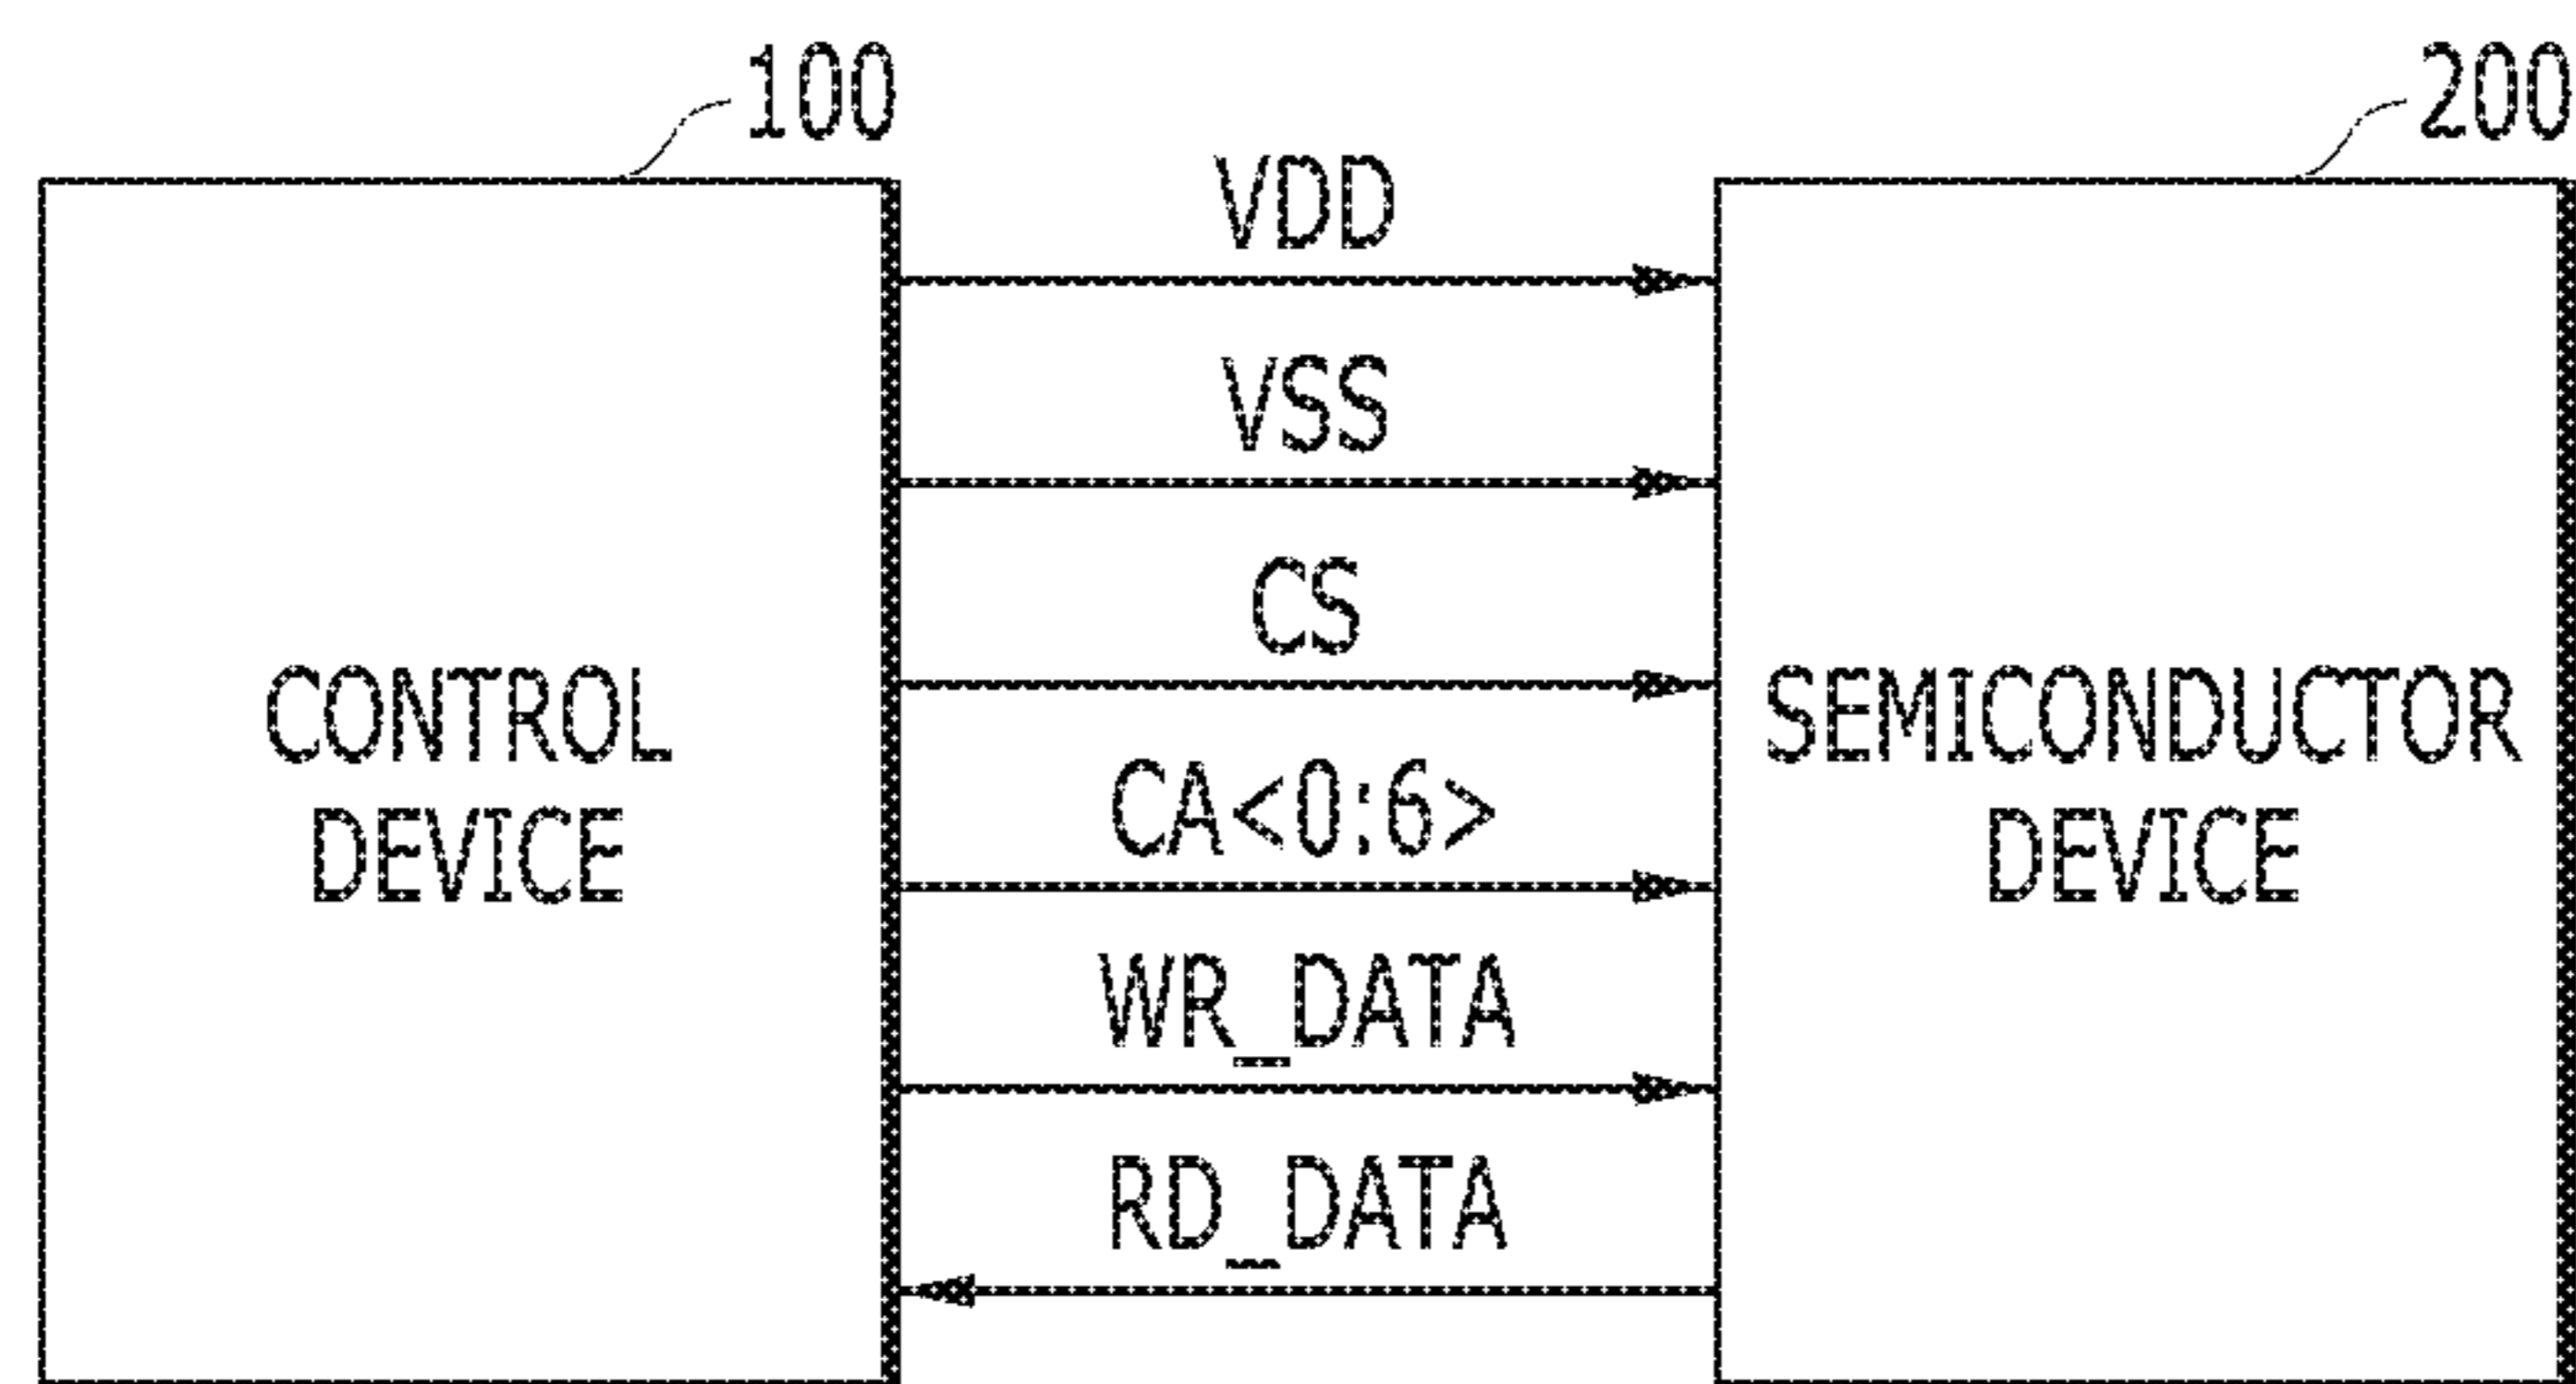 100
200
VDD
VSS
CS
CONTROL
DEVICE
CA<0:6>
SEMICONDUCTOR
DEVICE
WR_DATA
RD_DATA